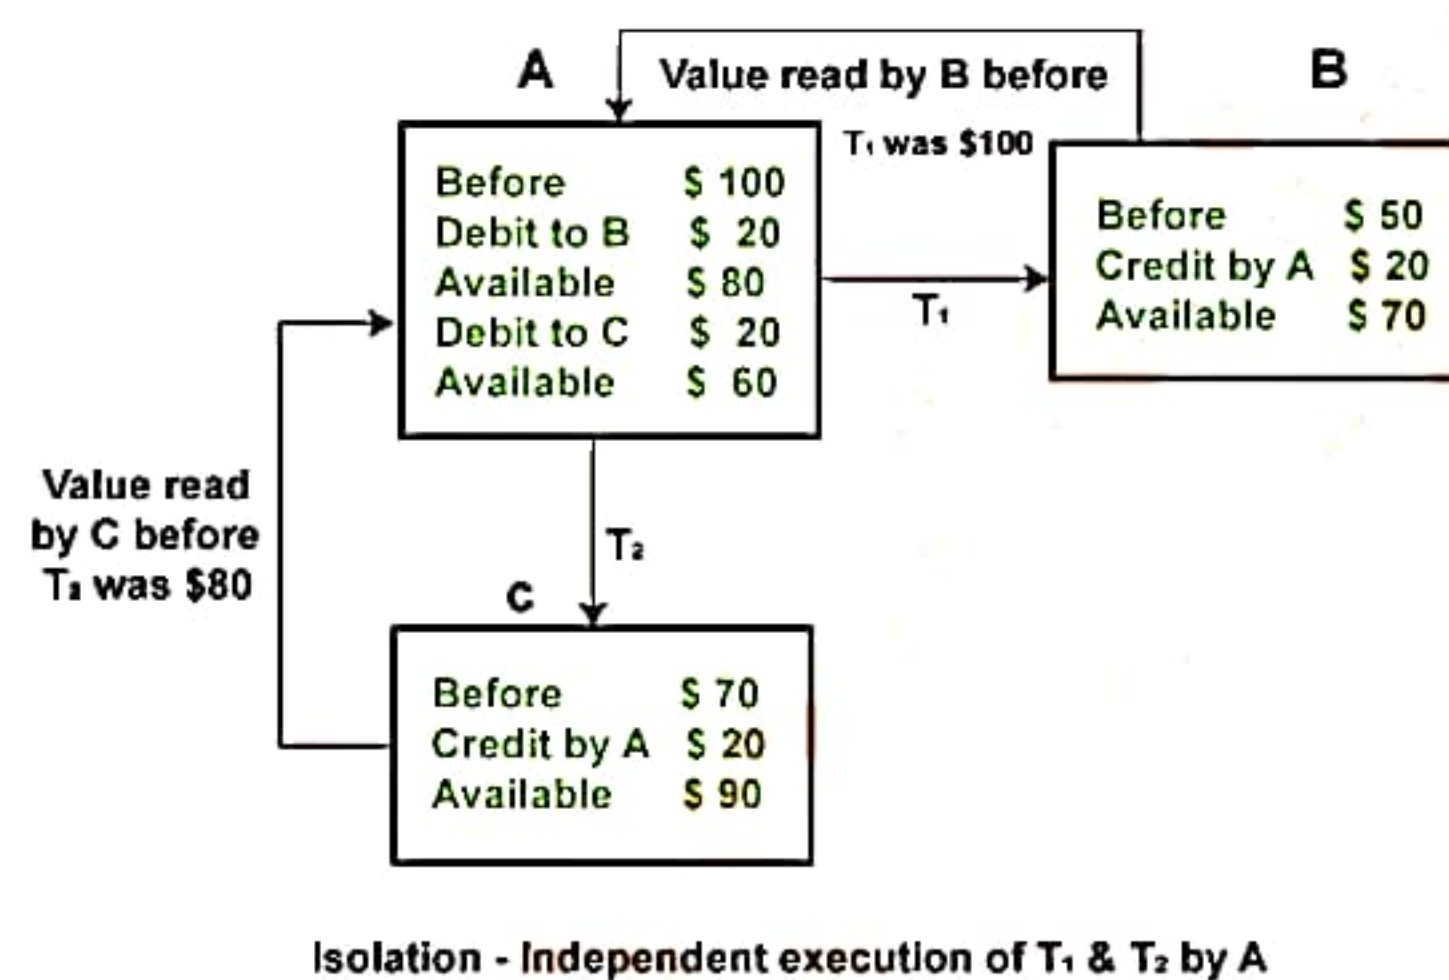 A
Value read by B before
B
T₁ was $100
Before $ 100
Debit to B $ 20
Available $ 80
Debit to C $ 20
Available $ 60
Before $ 50
Credit by A $ 20
Available $ 70
T₁
Value read
by C before
T₂ was $80
T₂
C
Before $ 70
Credit by A $ 20
Available $ 90
Isolation - Independent execution of T₁ & T₂ by A